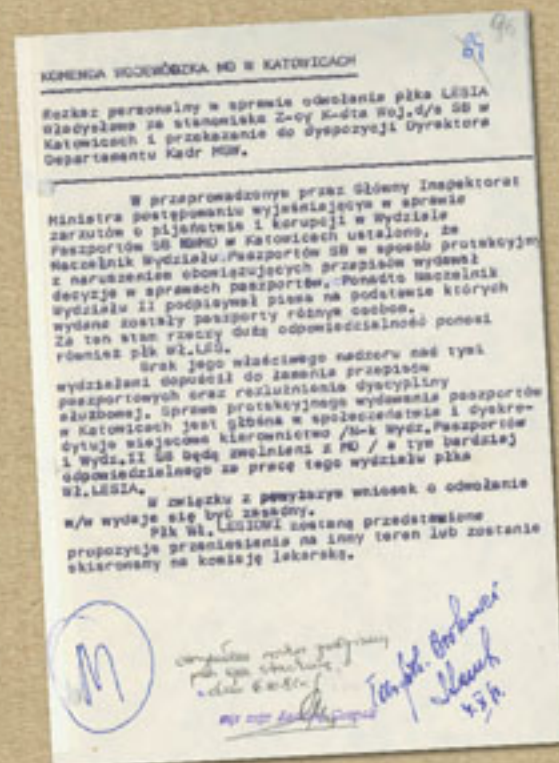 96
KOMENDA WOJEWÓDZKA MO W KATOWICACH
Rozkaz personalny w sprawie odwołania płka LESIA
Władysława ze stanowiska Z-cy K-dta Woj.d/s SB w
Katowicach i przekazanie do dyspozycji Dyrektora
Departamentu Kadr MSW.
W przeprowadzonym przez Główny Inspektorat
Ministra postępowaniu wyjaśniającym w sprawie
zarzutów o pijaństwie i korupcji w Wydziale
Paszportów SB KWMO w Katowicach ustalono, że
Naczelnik Wydziału Paszportów SB w sposób protekcyjny
z naruszeniem obowiązujących przepisów wydawał
decyzje w sprawach paszportów. Ponadto Naczelnik
Wydziału II podpisywał pisma na podstawie których
wydane zostały paszporty różnym osobom.
Za ten stan rzeczy dużą odpowiedzialność ponosi
również płk Wł.LEŚ.
Brak jego właściwego nadzoru nad tymi
wydziałami dopuścił do łamania przepisów
paszportowych oraz rozluźnienia dyscypliny
służbowej. Sprawa protekcyjnego wydawania paszportów
w Katowicach jest głośna w społeczeństwie i dyskre-
dytuje miejscowe kierownictwo /N-k Wydz.Paszportów
i Wydz.II SB będą zwolnieni z MO / a tym bardziej
odpowiedzialnego za pracę tego wydziału płka
Wł.LESIA.
W związku z powyższym wniosek o odwołanie
w/w wydaje się być zasadny.
Płk Wł. LESIOWI zostaną przedstawione
propozycje przeniesienia na inny teren lub zostanie
skierowany na komisję lekarską.
M